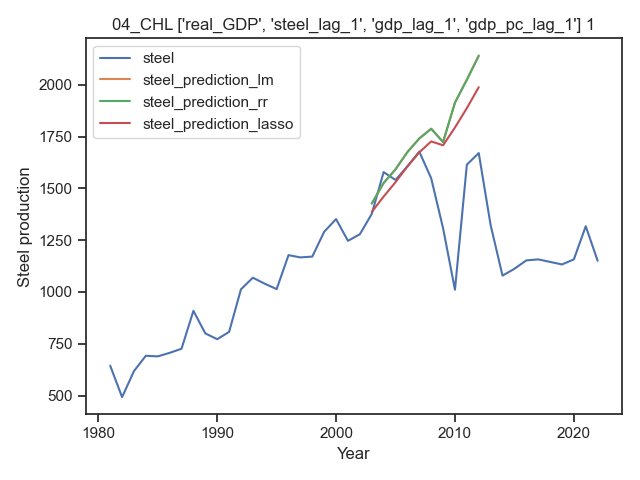 04_CHL ['real_GDP', 'steel_lag_1', 'gdp_lag_1', 'gdp_pc_lag_1'] 1
steel
steel_prediction_lm
steel_prediction_rr
steel_prediction_lasso
Steel production
2000
1750
1500
1250
1000
750
500
1980
1990
2000
2010
2020
Year